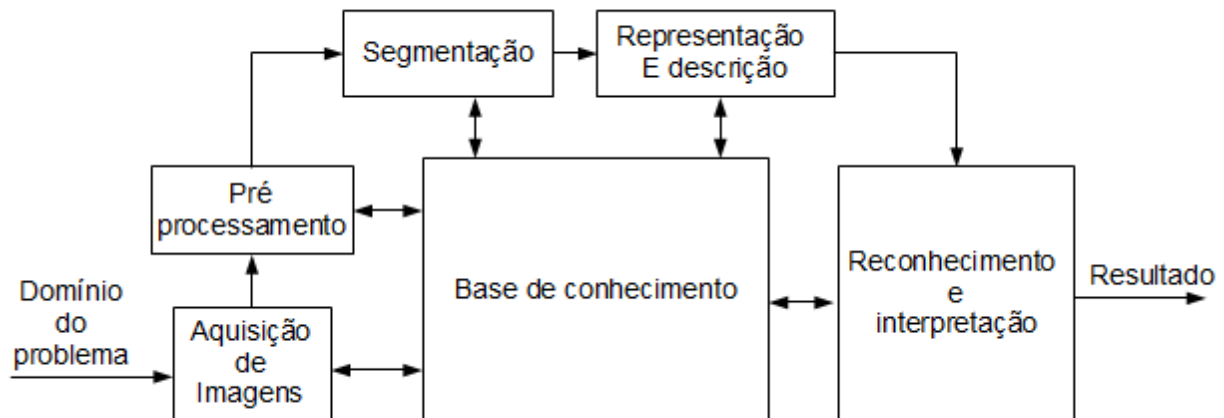 Segmentação
Representação
E descrição
Pré
processamento
Domínio
do
problema
Aquisição
de
Imagens
Base de conhecimento
Reconhecimento
e
interpretação
Resultado